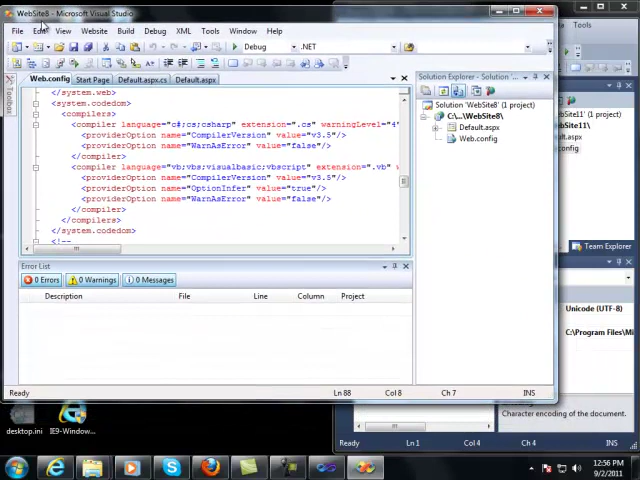 WebSite8 - Microsoft Visual Studio
File Edit View Website Build Debug XML Tools Window Help
Debug .NET
Toolbox
Web.config Start Page Default.aspx.cs Default.aspx
</system.web>
<system.codedom>
<compilers>
<compiler language="c#;cs;csharp" extension=".cs" warningLevel="4"
<providerOption name="CompilerVersion" value="v3.5"/>
<providerOption name="WarnAsError" value="false"/>
</compiler>
<compiler language="vb;vbs;visualbasic;vbscript" extension=".vb"
<providerOption name="CompilerVersion" value="v3.5"/>
<providerOption name="OptionInfer" value="true"/>
<providerOption name="WarnAsError" value="false"/>
</compiler>
</compilers>
</system.codedom>
<!--
Solution Explorer - Solution
Solution 'WebSite8' (1 project)
C:\...\WebSite8\
Default.aspx
Web.config
Error List
0 Errors 0 Warnings 0 Messages
Description File Line Column Project
Ready Ln 88 Col 8 Ch 7 INS
Tools
bSite11' (1 project)
bSite11\
.config
Team Explorer
Unicode (UTF-8)
C:\Program Files\Mi
Character encoding of the document.
Ready Ln 1 Col 4 Ch 4 INS
desktop.ini
IE9-Window...
12:56 PM
9/2/2011